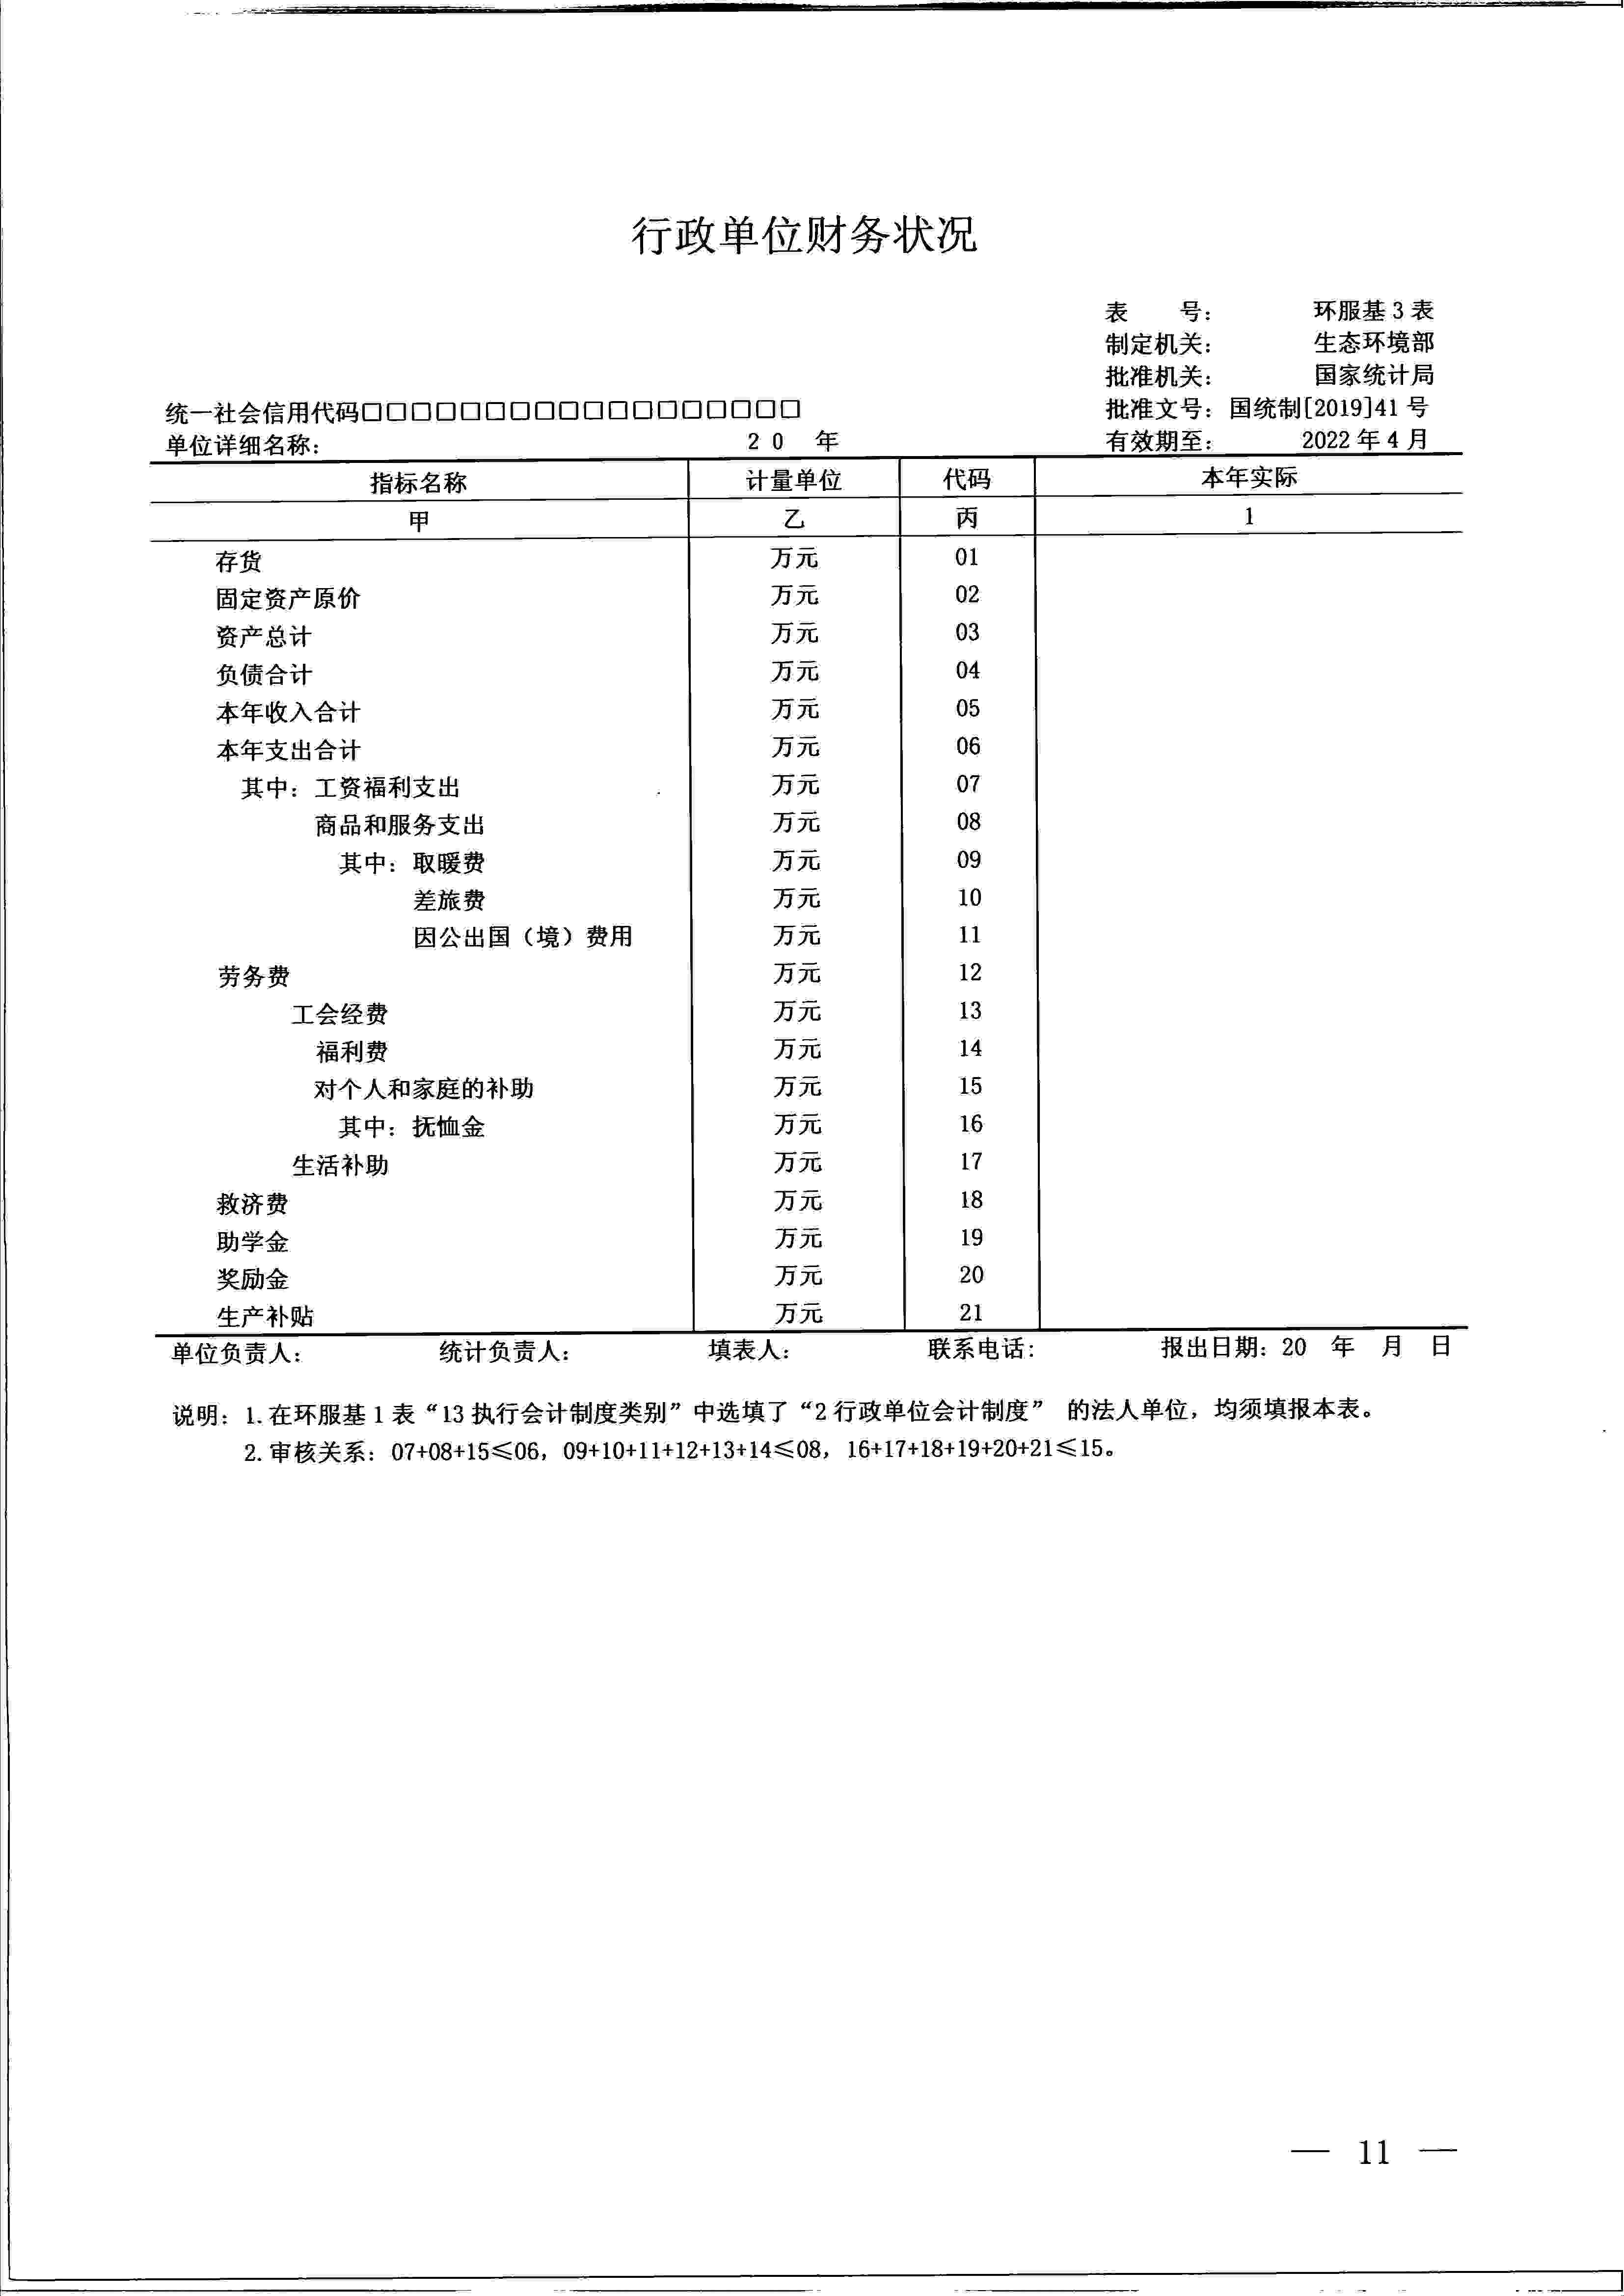 行政单位财务状况
表　　号： 环服基 3 表
制定机关： 生态环境部
批准机关： 国家统计局
统一社会信用代码□□□□□□□□□□□□□□□□□□ 批准文号：国统制[2019]41 号
单位详细名称： 2 0　年 有效期至： 2022 年 4 月
指标名称 计量单位 代码 本年实际
甲 乙 丙 1
存货 万元 01
固定资产原价 万元 02
资产总计 万元 03
负债合计 万元 04
本年收入合计 万元 05
本年支出合计 万元 06
其中：工资福利支出 万元 07
商品和服务支出 万元 08
其中：取暖费 万元 09
差旅费 万元 10
因公出国（境）费用 万元 11
劳务费 万元 12
工会经费 万元 13
福利费 万元 14
对个人和家庭的补助 万元 15
其中：抚恤金 万元 16
生活补助 万元 17
救济费 万元 18
助学金 万元 19
奖励金 万元 20
生产补贴 万元 21
单位负责人： 统计负责人： 填表人： 联系电话： 报出日期：20　年　月　日
说明：1.在环服基 1 表“13 执行会计制度类别”中选填了“2 行政单位会计制度” 的法人单位，均须填报本表。
2.审核关系：07+08+15≤06，09+10+11+12+13+14≤08，16+17+18+19+20+21≤15。
— 11 —